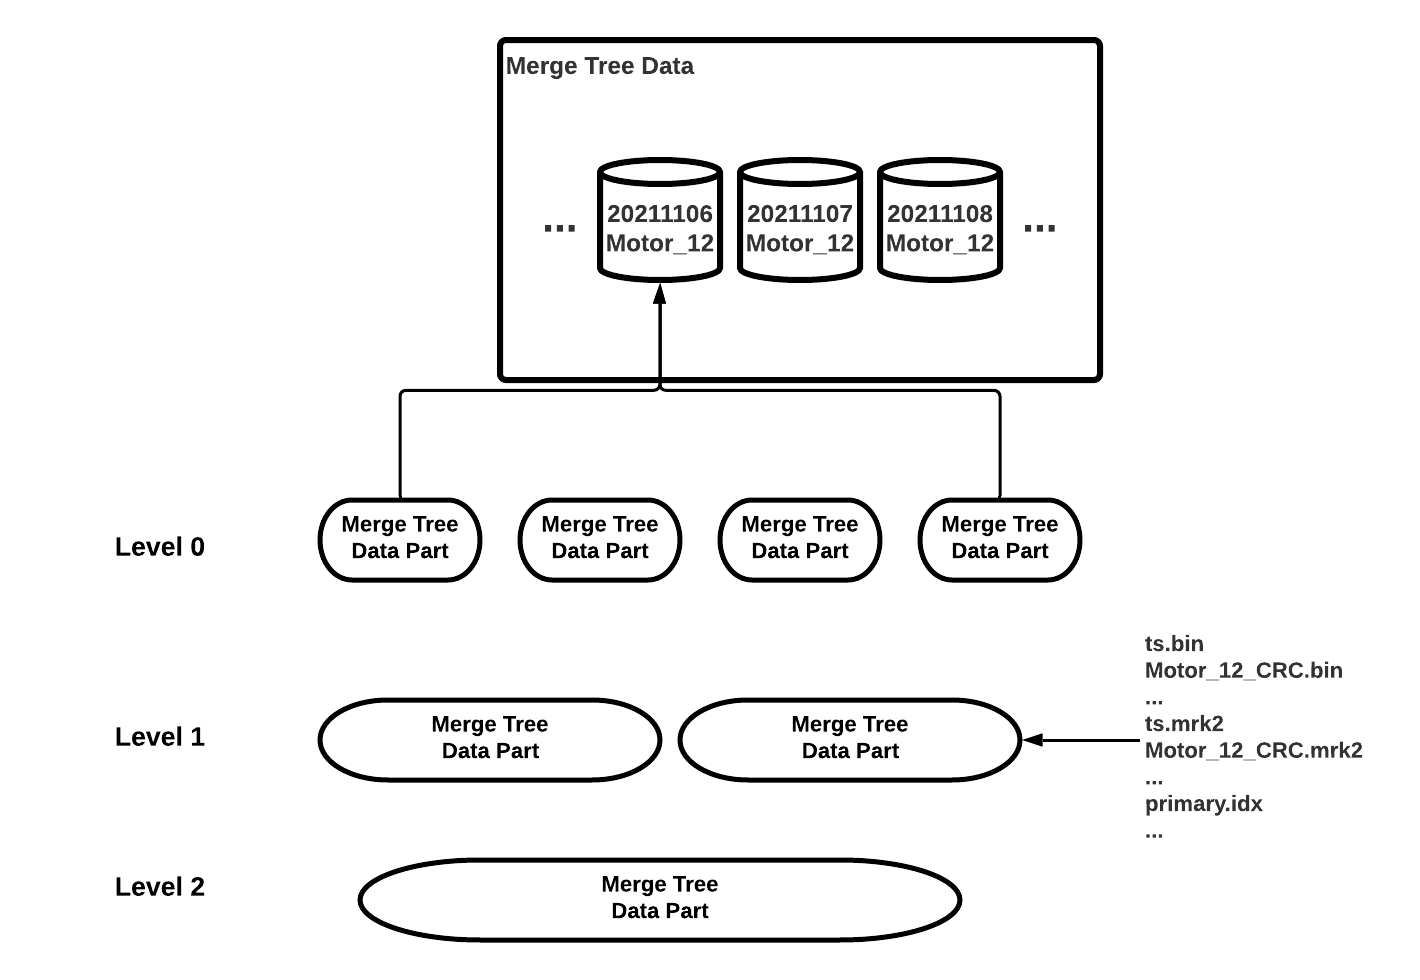 Merge Tree Data
...
20211106
Motor_12
20211107
Motor_12
20211108
Motor_12
...
Level 0
Merge Tree
Data Part
Merge Tree
Data Part
Merge Tree
Data Part
Merge Tree
Data Part
Level 1
Merge Tree
Data Part
Merge Tree
Data Part
ts.bin
Motor_12_CRC.bin
...
ts.mrk2
Motor_12_CRC.mrk2
...
primary.idx
...
Level 2
Merge Tree
Data Part